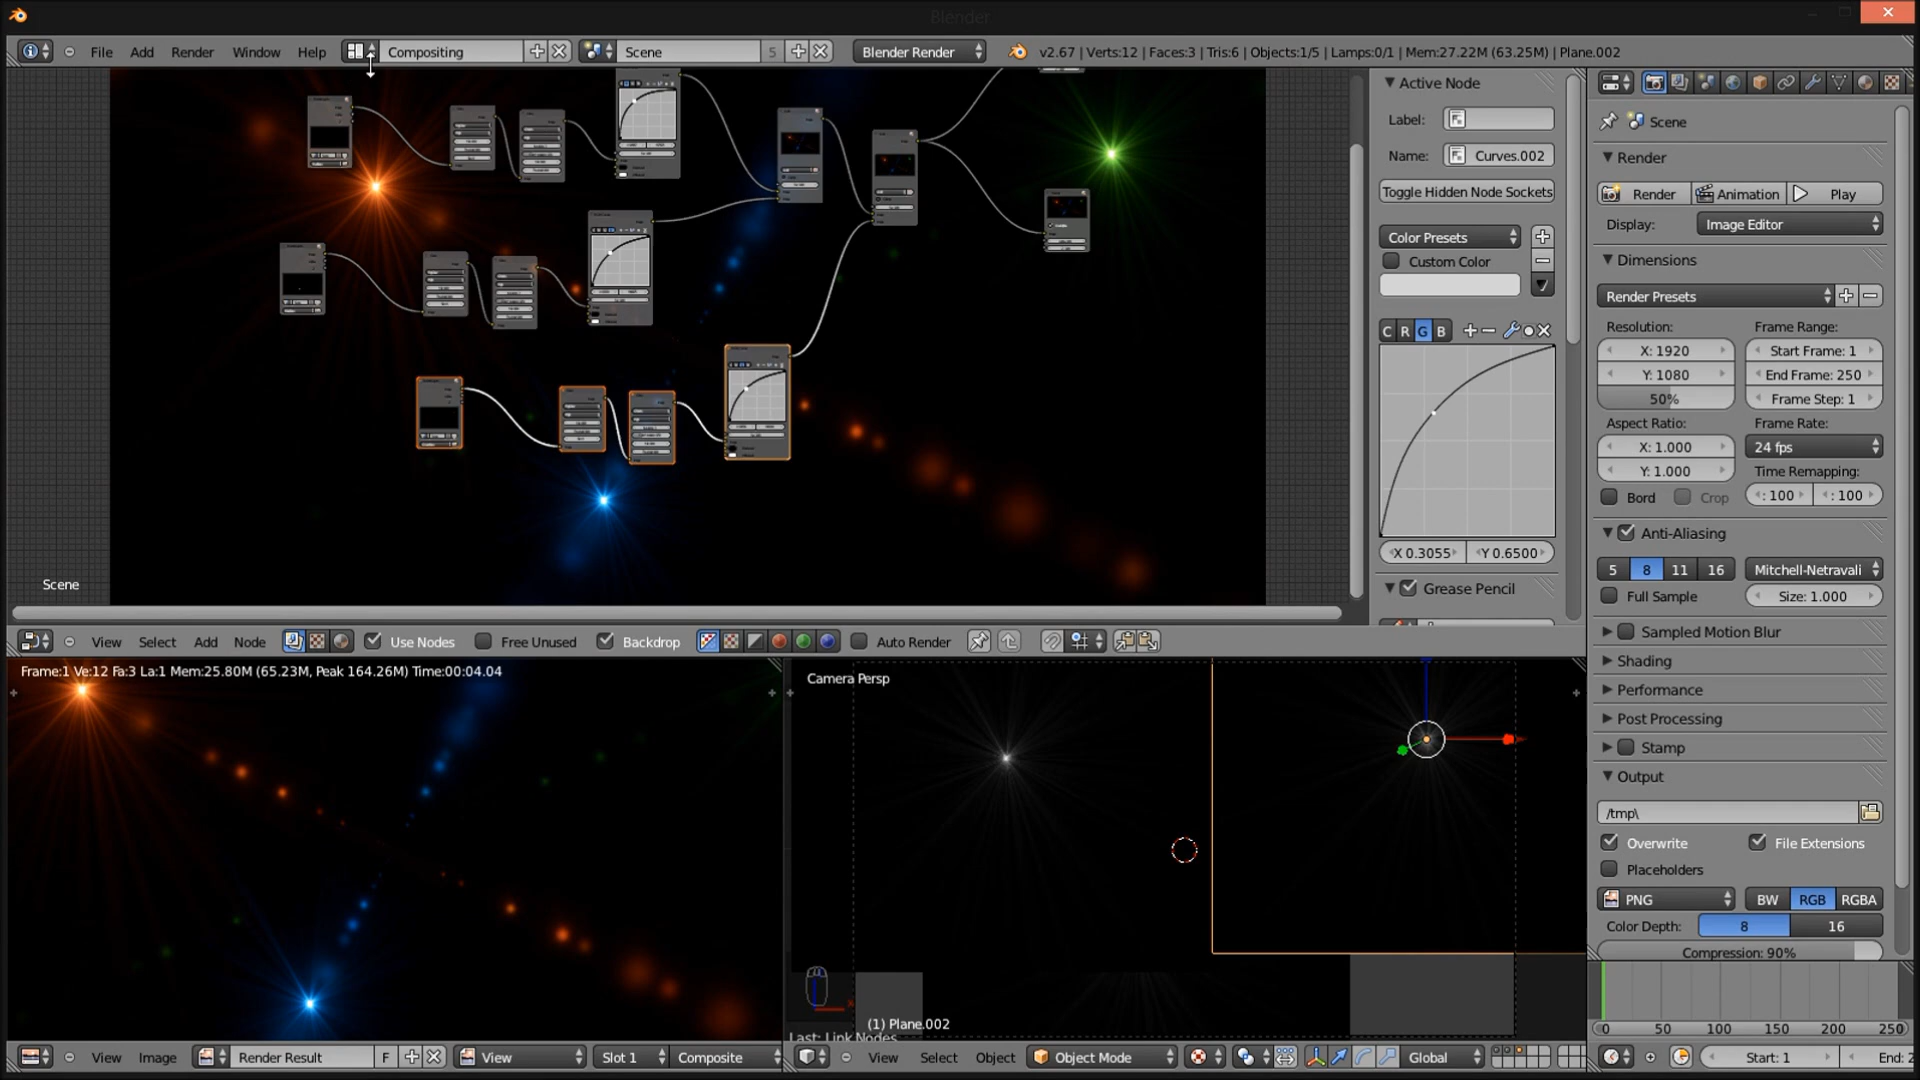 Blender
File Add Render Window Help Compositing Scene 5 Blender Render v2.67 | Verts:12 | Faces:3 | Tris:6 | Objects:1/5 | Lamps:0/1 | Mem:27.22M (63.25M) | Plane.002
Active Node
Label:
Name: Curves.002
Toggle Hidden Node Sockets
Color Presets
Custom Color
C R G B
X 0.3055 Y 0.6500
Grease Pencil
Scene
Render
Render Animation Play
Display: Image Editor
Dimensions
Render Presets
Resolution: Frame Range:
X: 1920 Start Frame: 1
Y: 1080 End Frame: 250
50% Frame Step: 1
Aspect Ratio: Frame Rate:
X: 1.000 24 fps
Y: 1.000 Time Remapping:
Bord Crop : 100 : 100
Anti-Aliasing
5 8 11 16 Mitchell-Netravali
Full Sample Size: 1.000
Sampled Motion Blur
Shading
Performance
Post Processing
Stamp
Output
/tmp\
Overwrite File Extensions
Placeholders
PNG BW RGB RGBA
Color Depth: 8 16
Compression: 90%
0 50 100 150 200 250
Start: 1 End: 2
Scene
View Select Add Node Use Nodes Free Unused Backdrop Auto Render
Frame:1 Ve:12 Fa:3 La:1 Mem:25.80M (65.23M, Peak 164.26M) Time:00:04.04
View Image Render Result F View Slot 1 Composite
Camera Persp
(1) Plane.002
Last: Link Nodes
View Select Object Object Mode Global